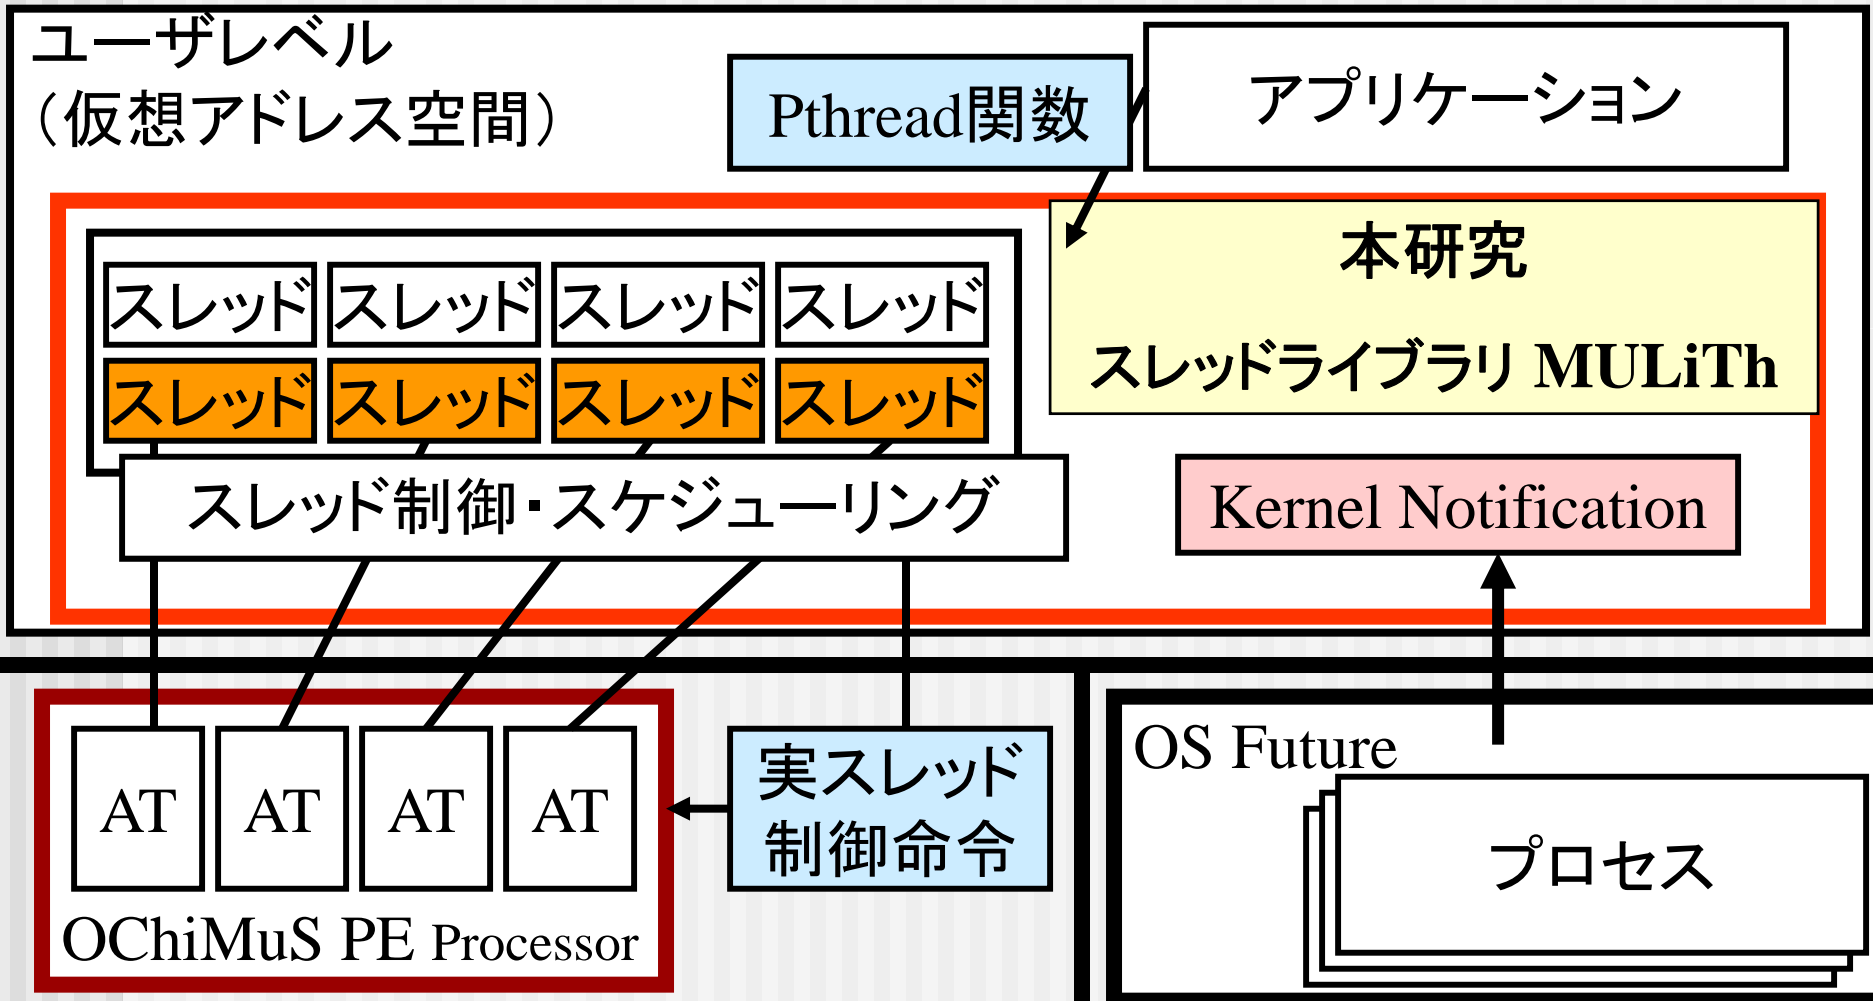 ユーザレベル
（仮想アドレス空間）
Pthread関数
アプリケーション
本研究
スレッドライブラリ MULiTh
スレッド スレッド スレッド スレッド
スレッド スレッド スレッド スレッド
スレッド制御・スケジューリング
Kernel Notification
AT AT AT AT
OChiMuS PE Processor
実スレッド
制御命令
OS Future
プロセス